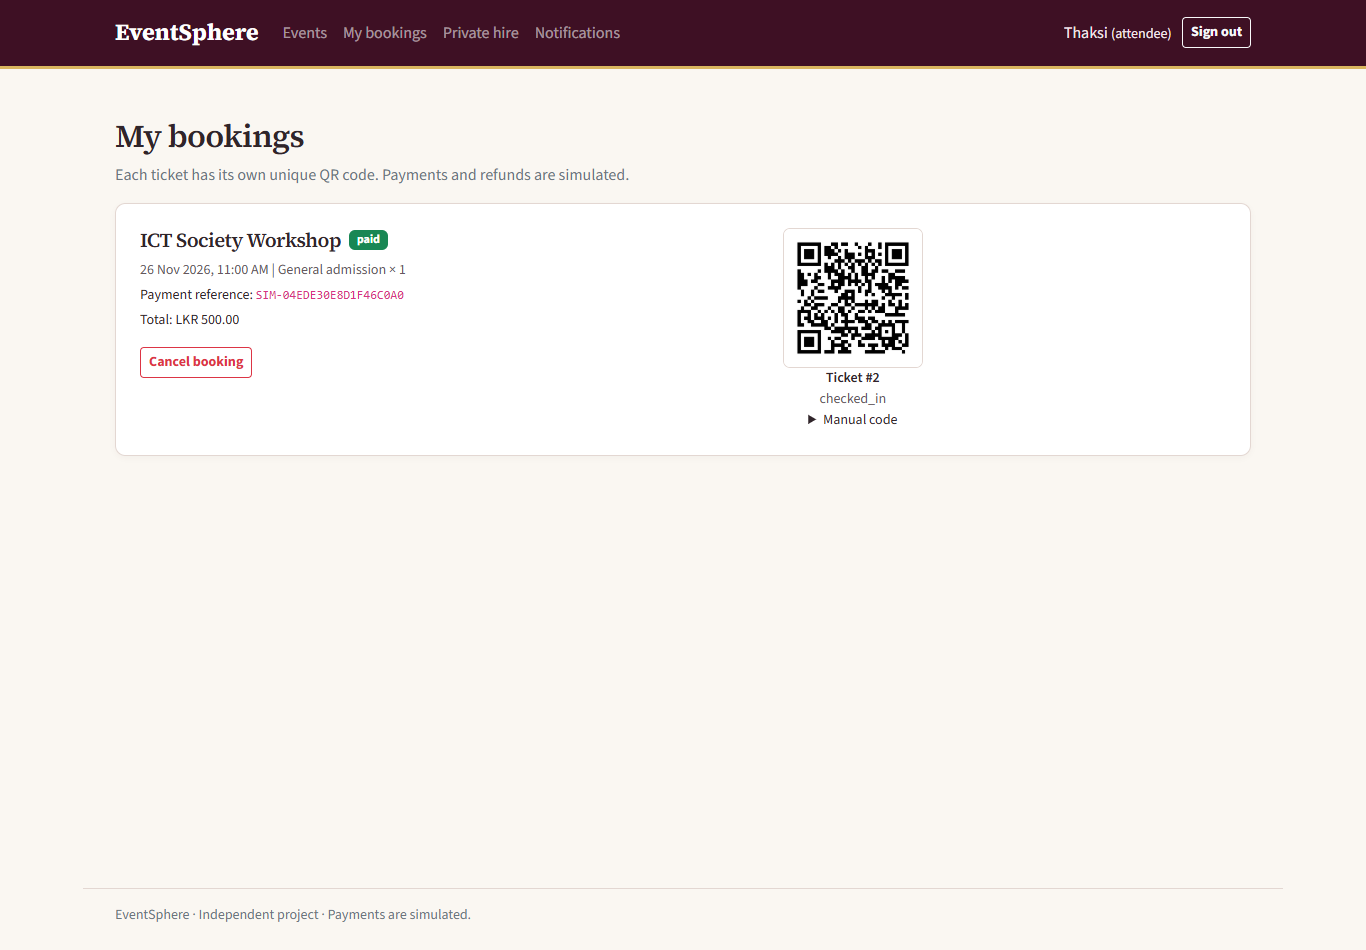 EventSphere Events My bookings Private hire Notifications Thaksi (attendee) Sign out
My bookings
Each ticket has its own unique QR code. Payments and refunds are simulated.
ICT Society Workshop paid
26 Nov 2026, 11:00 AM | General admission × 1
Payment reference: SIM-04EDE30E8D1F46C0A0
Total: LKR 500.00
Cancel booking
Ticket #2
checked_in
▶ Manual code
EventSphere · Independent project · Payments are simulated.